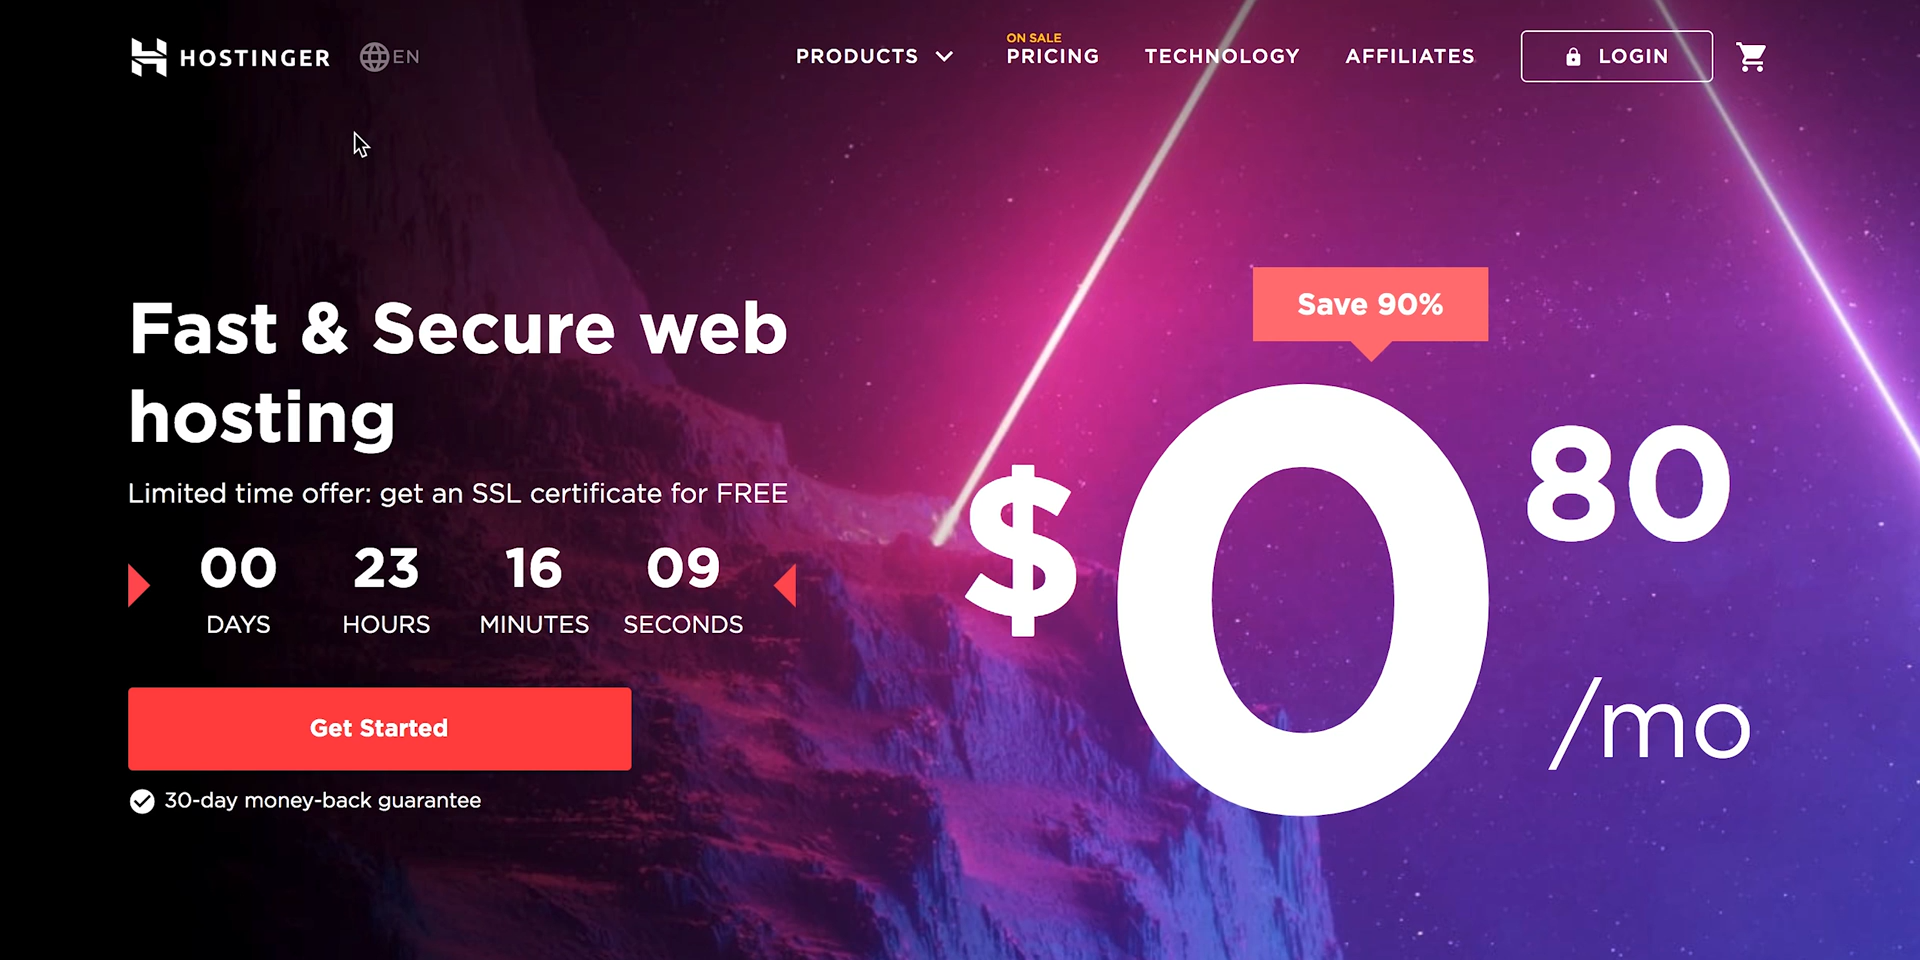 HOSTINGER EN
PRODUCTS
ON SALE
PRICING
TECHNOLOGY
AFFILIATES
LOGIN
Fast & Secure web
hosting
Limited time offer: get an SSL certificate for FREE
00 23 16 09
DAYS HOURS MINUTES SECONDS
Get Started
30-day money-back guarantee
Save 90%
$0 80
/mo